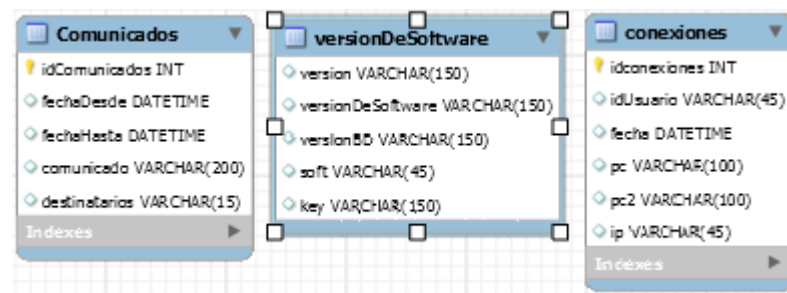 Comunicados
idComunicados INT
fechaDesde DATETIME
fechaHasta DATETIME
comunicado VARCHAR(200)
destinatarios VARCHAR(15)
Indexes
versionDeSoftware
version VARCHAR(150)
versionDeSoftware VARCHAR(150)
versionBD VARCHAR(150)
soft VARCHAR(45)
key VARCHAR(150)
conexiones
idconexiones INT
idUsuario VARCHAR(45)
fecha DATETIME
pc VARCHAR(100)
pc2 VARCHAR(100)
ip VARCHAR(45)
Indexes